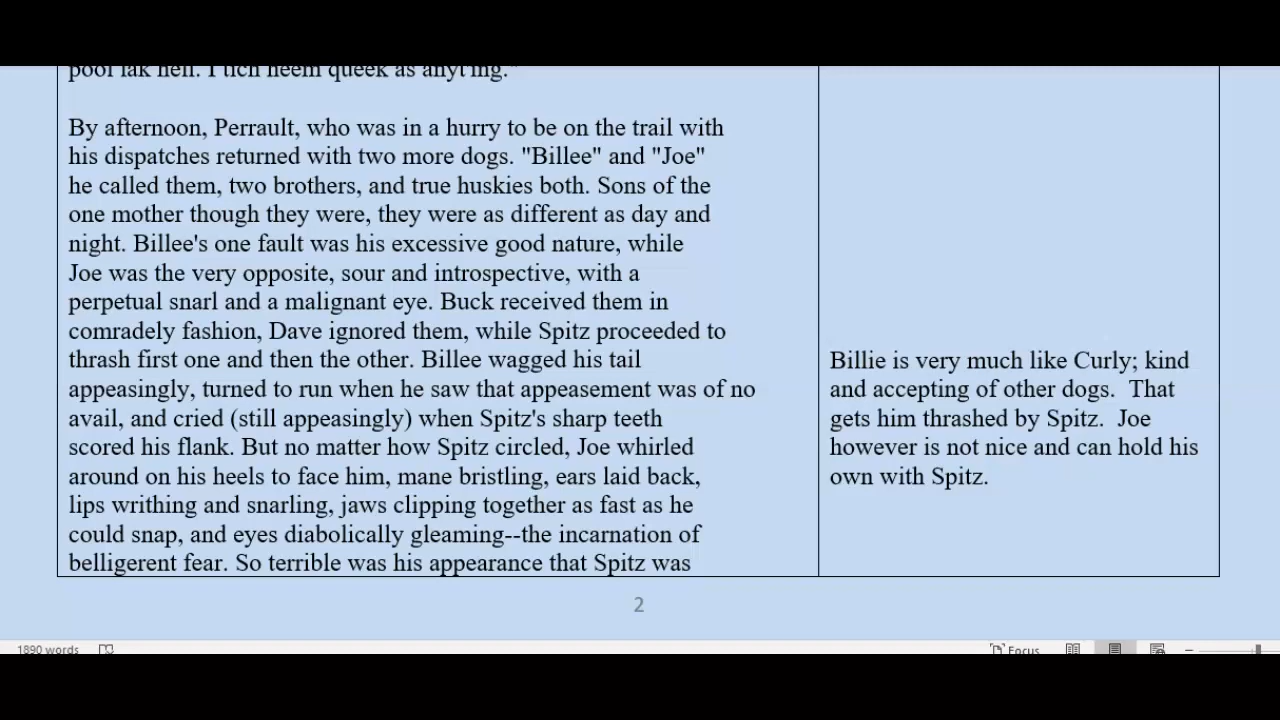 pool lak hell. I tich heem queek as anyt'ing."
By afternoon, Perrault, who was in a hurry to be on the trail with
his dispatches returned with two more dogs. "Billee" and "Joe"
he called them, two brothers, and true huskies both. Sons of the
one mother though they were, they were as different as day and
night. Billee's one fault was his excessive good nature, while
Joe was the very opposite, sour and introspective, with a
perpetual snarl and a malignant eye. Buck received them in
comradely fashion, Dave ignored them, while Spitz proceeded to
thrash first one and then the other. Billee wagged his tail
appeasingly, turned to run when he saw that appeasement was of no
avail, and cried (still appeasingly) when Spitz's sharp teeth
scored his flank. But no matter how Spitz circled, Joe whirled
around on his heels to face him, mane bristling, ears laid back,
lips writhing and snarling, jaws clipping together as fast as he
could snap, and eyes diabolically gleaming--the incarnation of
belligerent fear. So terrible was his appearance that Spitz was
Billie is very much like Curly; kind
and accepting of other dogs.  That
gets him thrashed by Spitz.  Joe
however is not nice and can hold his
own with Spitz.
2
1890 words
Focus